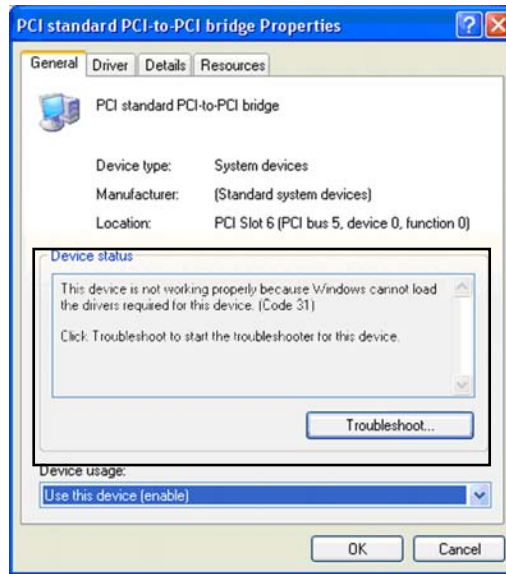 PCI standard PCI-to-PCI bridge Properties
General Driver Details Resources
PCI standard PCI-to-PCI bridge
Device type: System devices
Manufacturer: (Standard system devices)
Location: PCI Slot 6 (PCI bus 5, device 0, function 0)
Device status
This device is not working properly because Windows cannot load
the drivers required for this device. (Code 31)
Click Troubleshoot to start the troubleshooter for this device.
Troubleshoot...
Device usage:
Use this device (enable)
OK Cancel